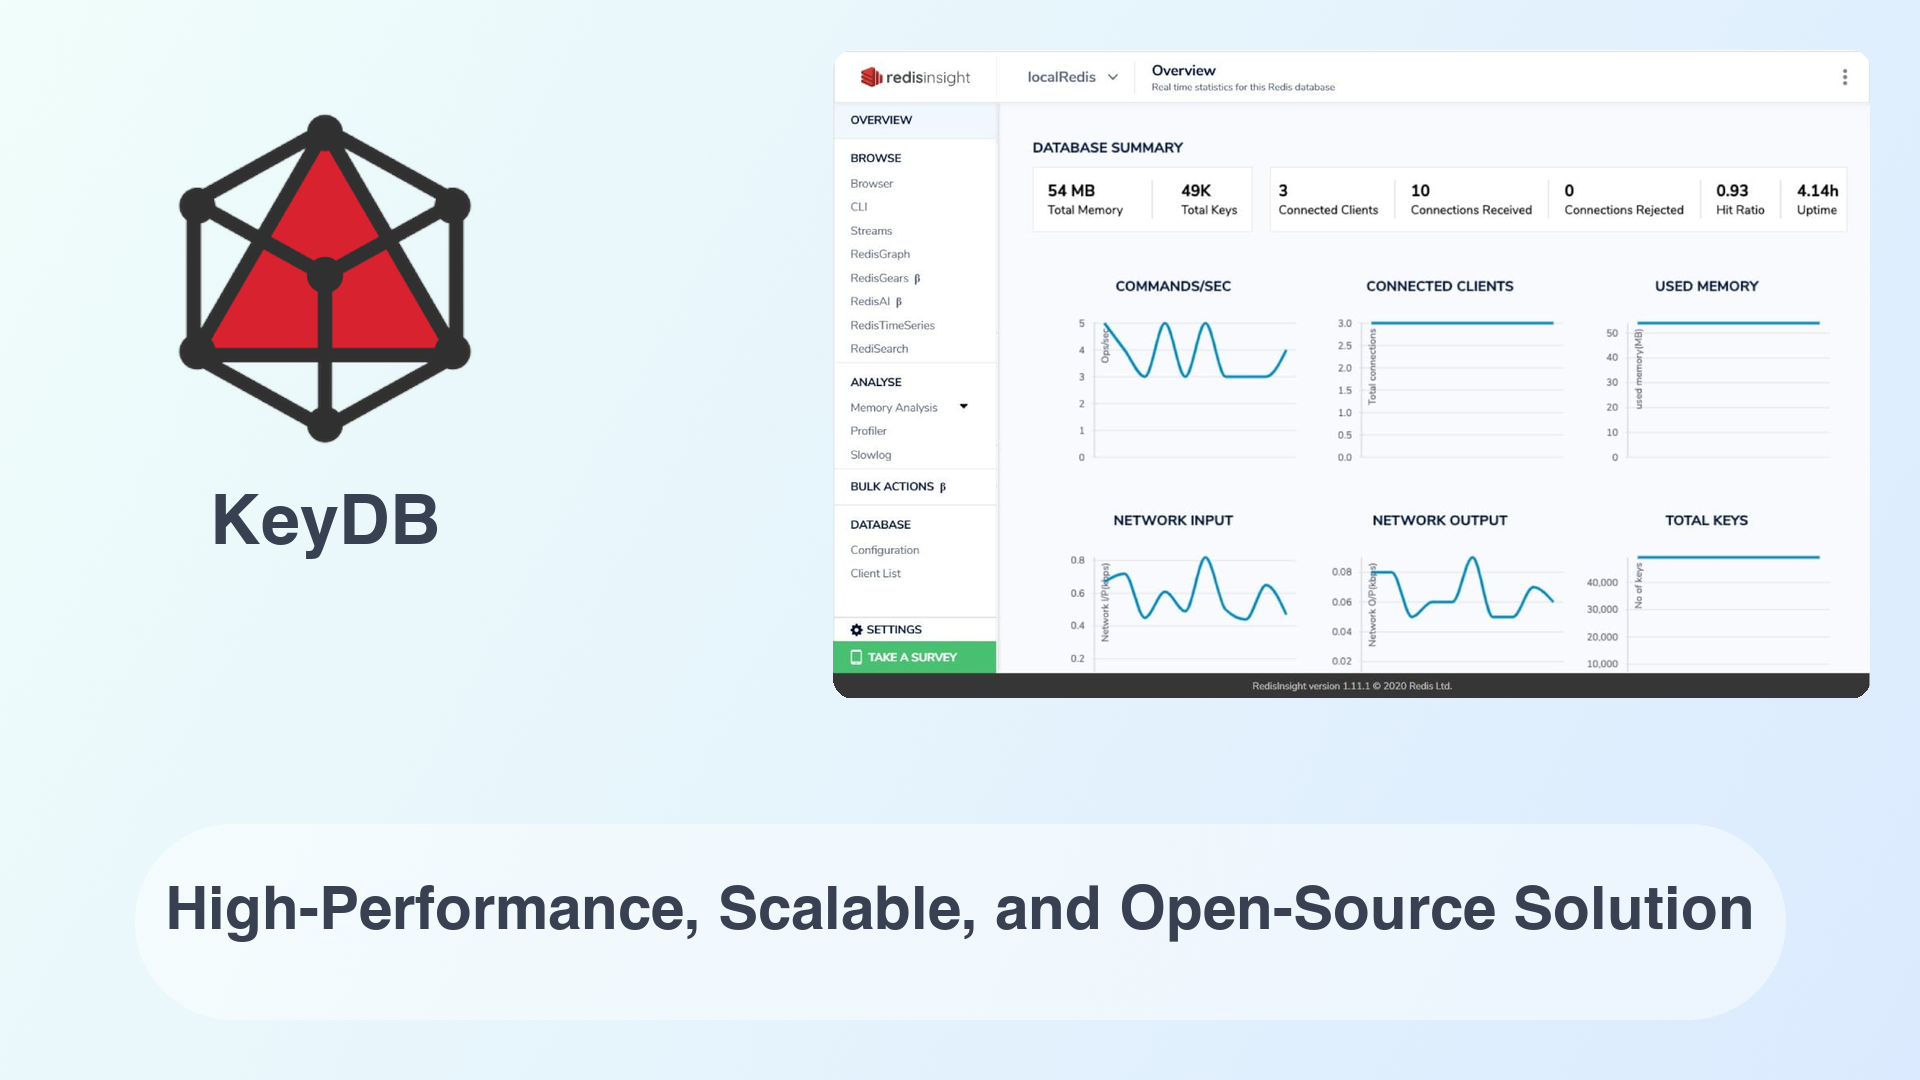 KeyDB
redisinsight
localRedis
Overview
Real time statistics for this Redis database
OVERVIEW
BROWSE
Browser
CLI
Streams
RedisGraph
RedisGears β
RedisAI β
RedisTimeSeries
RediSearch
ANALYSE
Memory Analysis
Profiler
Slowlog
BULK ACTIONS β
DATABASE
Configuration
Client List
SETTINGS
TAKE A SURVEY
DATABASE SUMMARY
54 MB
Total Memory
49K
Total Keys
3
Connected Clients
10
Connections Received
0
Connections Rejected
0.93
Hit Ratio
4.14h
Uptime
COMMANDS/SEC
Ops/sec
5
4
3
2
1
0
CONNECTED CLIENTS
Total connections
3.0
2.5
2.0
1.5
1.0
0.5
0.0
USED MEMORY
used memory(MB)
50
40
30
20
10
0
NETWORK INPUT
Network I/P(kbps)
0.8
0.6
0.4
0.2
NETWORK OUTPUT
Network O/P(kbps)
0.08
0.06
0.04
0.02
TOTAL KEYS
No of keys
40,000
30,000
20,000
10,000
RedisInsight version 1.11.1 © 2020 Redis Ltd.
High-Performance, Scalable, and Open-Source Solution